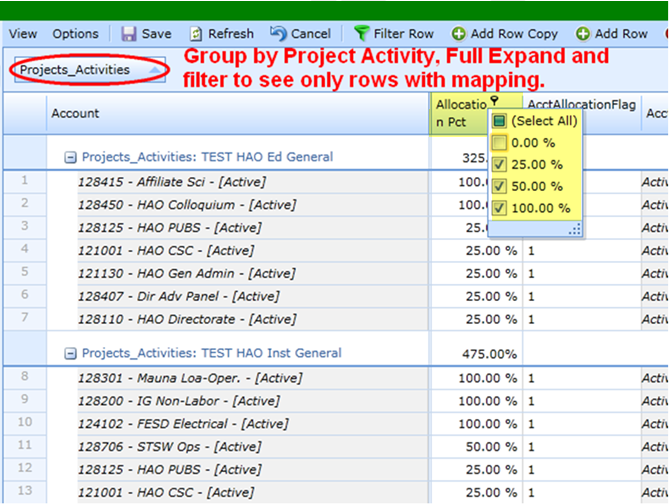 View Options Save Refresh Cancel Filter Row Add Row Copy Add Row
Projects_Activities
Group by Project Activity, Full Expand and
filter to see only rows with mapping.
Account Allocatio AcctAllocationFlag Acc
n Pct
(Select All)
0.00 %
25.00 %
50.00 %
100.00 %
Projects_Activities: TEST HAO Ed General 325.
1 128415 - Affiliate Sci - [Active] 100. Activ
2 128450 - HAO Colloquium - [Active] 100. Activ
3 128125 - HAO PUBS - [Active] 25. Activ
4 121001 - HAO CSC - [Active] 25.00 % 1 Activ
5 121130 - HAO Gen Admin - [Active] 25.00 % 1 Activ
6 128407 - Dir Adv Panel - [Active] 25.00 % 1 Activ
7 128110 - HAO Directorate - [Active] 25.00 % 1 Activ
Projects_Activities: TEST HAO Inst General 475.00%
8 128301 - Mauna Loa-Oper. - [Active] 100.00 % 1 Activ
9 128200 - IG Non-Labor - [Active] 100.00 % 1 Activ
10 124102 - FESD Electrical - [Active] 100.00 % 1 Activ
11 128706 - STSW Ops - [Active] 50.00 % 1 Activ
12 128125 - HAO PUBS - [Active] 25.00 % 1 Activ
13 121001 - HAO CSC - [Active] 25.00 % 1 Activ